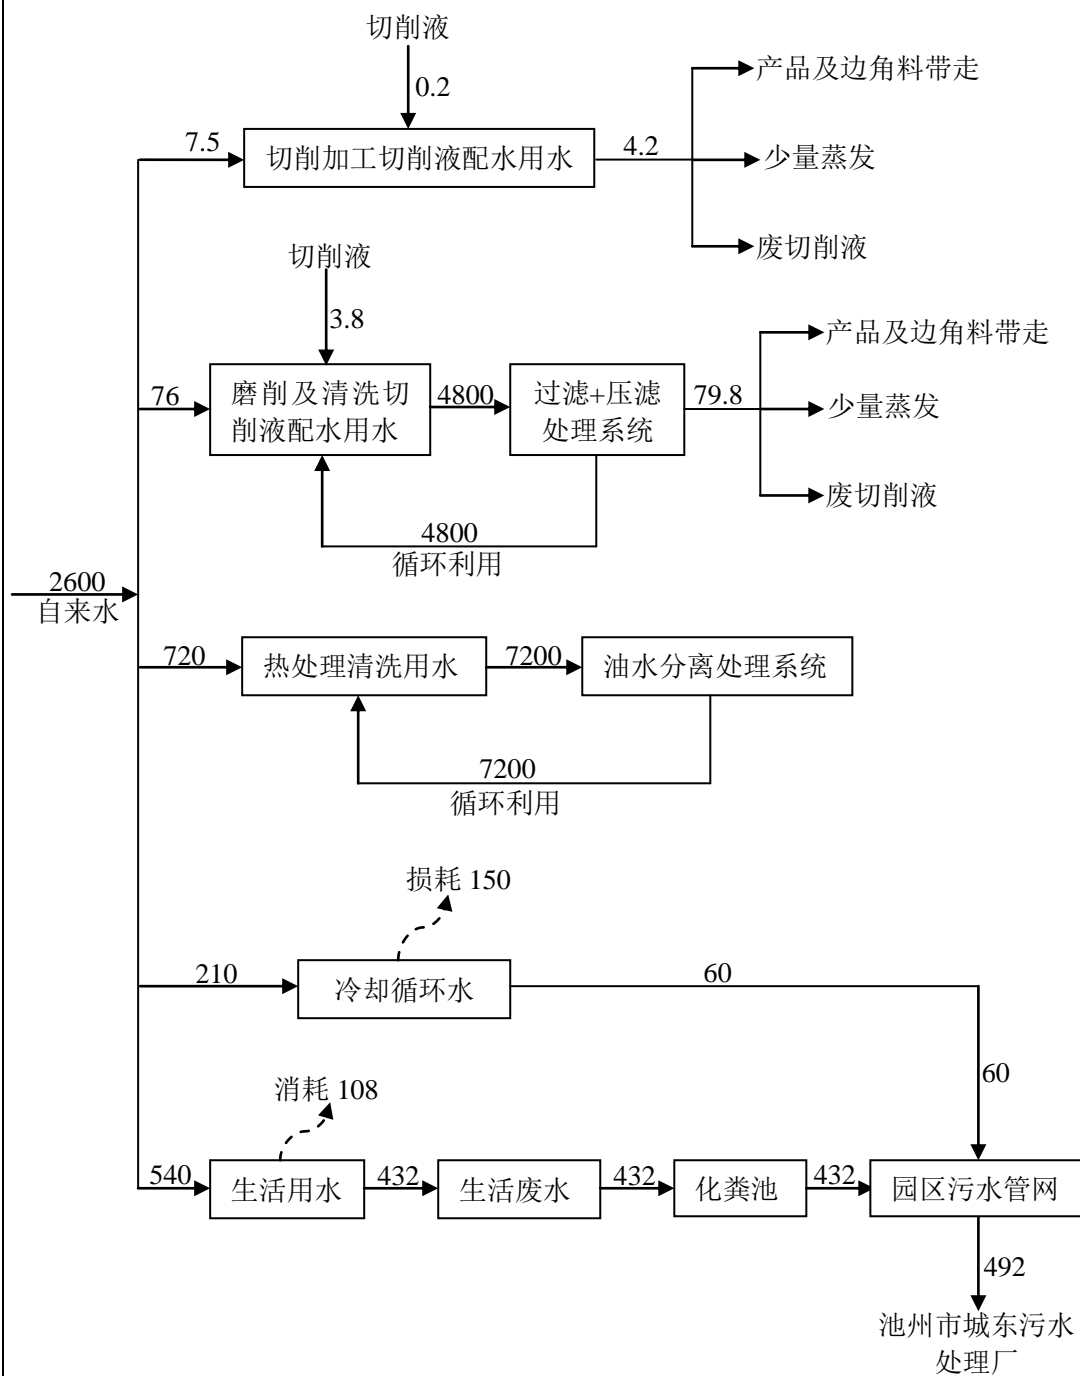 切削液
0.2
产品及边角料带走
7.5
切削加工切削液配水用水
4.2
少量蒸发
废切削液
切削液
3.8
产品及边角料带走
76
磨削及清洗切
削液配水用水
4800
过滤+压滤
处理系统
79.8
少量蒸发
废切削液
4800
循环利用
2600
自来水
720
热处理清洗用水
7200
油水分离处理系统
7200
循环利用
损耗 150
210
冷却循环水
60
60
消耗 108
540
生活用水
432
生活废水
432
化粪池
432
园区污水管网
492
池州市城东污水
处理厂